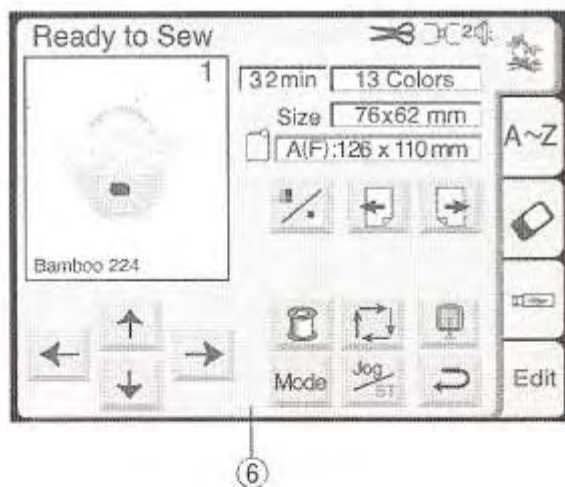 Ready to Sew
2
1
32min
13 Colors
Size
76x62 mm
A(F):126 x 110mm
A~Z
Bamboo 224
Mode
Jog/ST
Edit
6